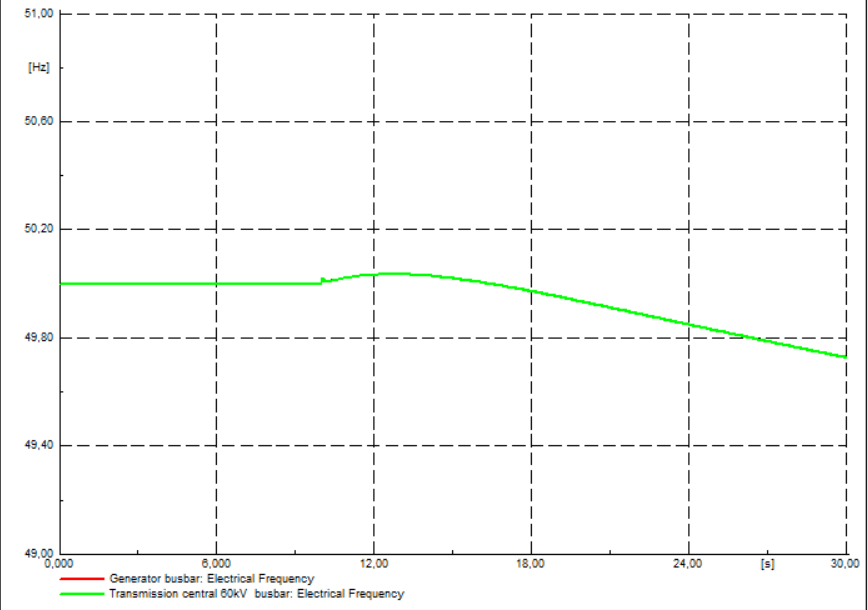 51,00
[Hz]
50,60
50,20
49,80
49,40
49,00
0,000 6,000 12,00 18,00 24,00 [s] 30,00
Generator busbar: Electrical Frequency
Transmission central 60kV  busbar: Electrical Frequency